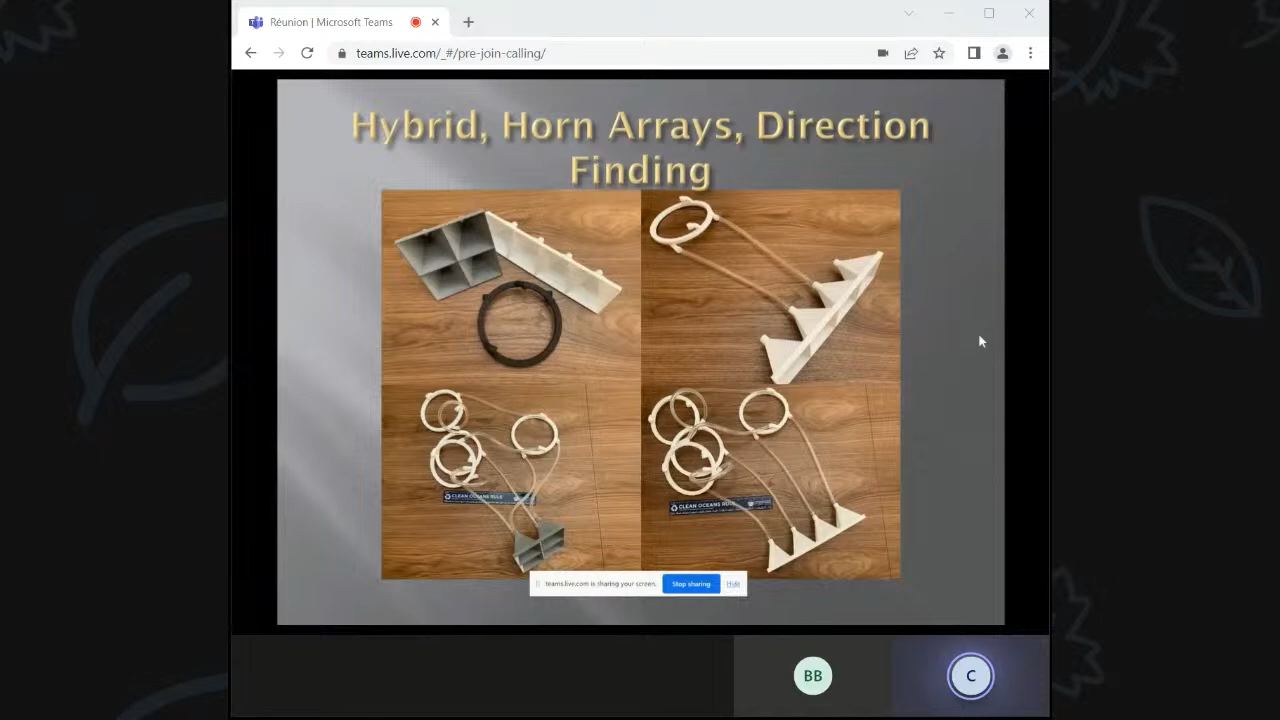 Réunion | Microsoft Teams
teams.live.com/_#/pre-join-calling/
Hybrid, Horn Arrays, Direction
Finding
CLEAN OCEANS RULE
CLEAN OCEANS RULE
teams.live.com is sharing your screen.
Stop sharing
Hide
BB
C